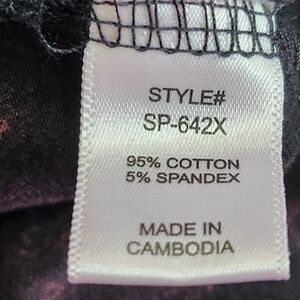 STYLE#
SP-642X
95% COTTON
5% SPANDEX
MADE IN
CAMBODIA